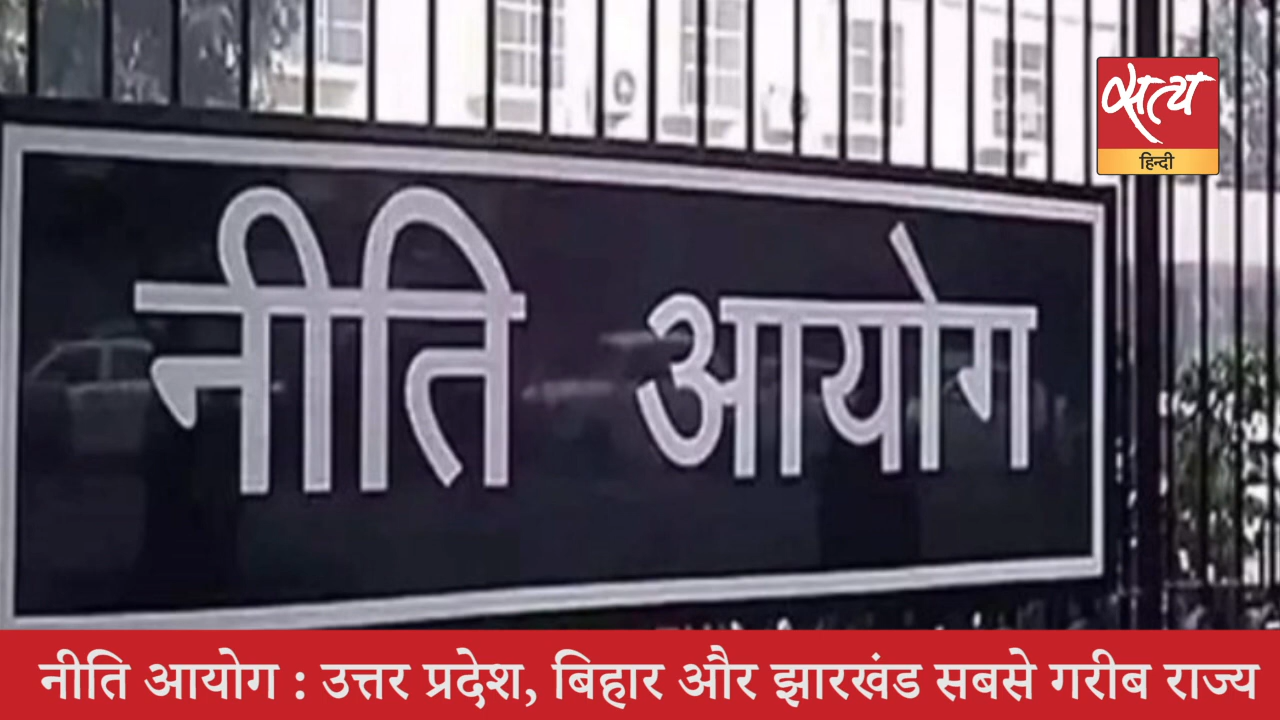 सत्य
हिन्दी
नीति आयोग
नीति आयोग : उत्तर प्रदेश, बिहार और झारखंड सबसे गरीब राज्य